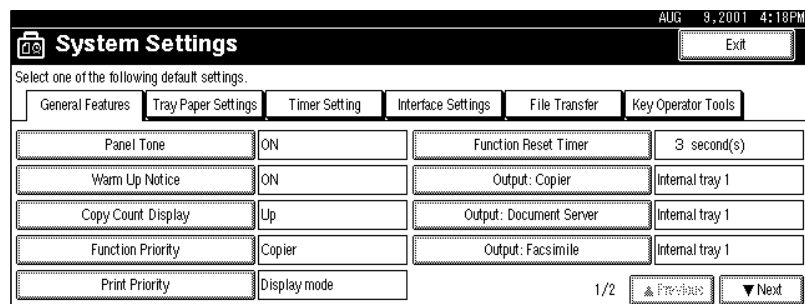 AUG 9,2001 4:18PM
System Settings
Exit
Select one of the following default settings.
General Features Tray Paper Settings Timer Setting Interface Settings File Transfer Key Operator Tools
Panel Tone ON Function Reset Timer 3 second(s)
Warm Up Notice ON Output: Copier Internal tray 1
Copy Count Display Up Output: Document Server Internal tray 1
Function Priority Copier Output: Facsimile Internal tray 1
Print Priority Display mode 1/2 ▲Previous ▼Next